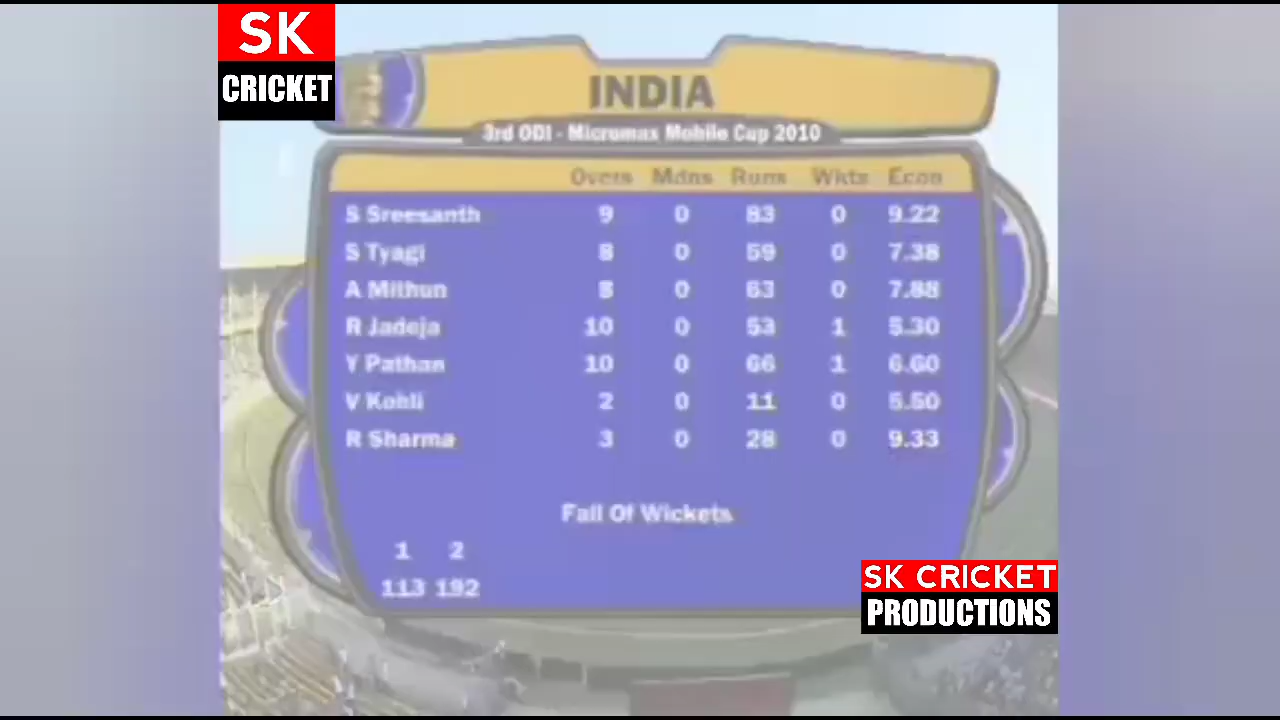 SK
CRICKET
INDIA
3rd ODI - Micromax Mobile Cup 2010
Overs Mdns Runs Wkts Econ
S Sreesanth 9 0 83 0 9.22
S Tyagi 8 0 59 0 7.38
A Mithun 8 0 63 0 7.88
R Jadeja 10 0 53 1 5.30
Y Pathan 10 0 66 1 6.60
V Kohli 2 0 11 0 5.50
R Sharma 3 0 28 0 9.33
Fall Of Wickets
1 2
113 192
SK CRICKET
PRODUCTIONS